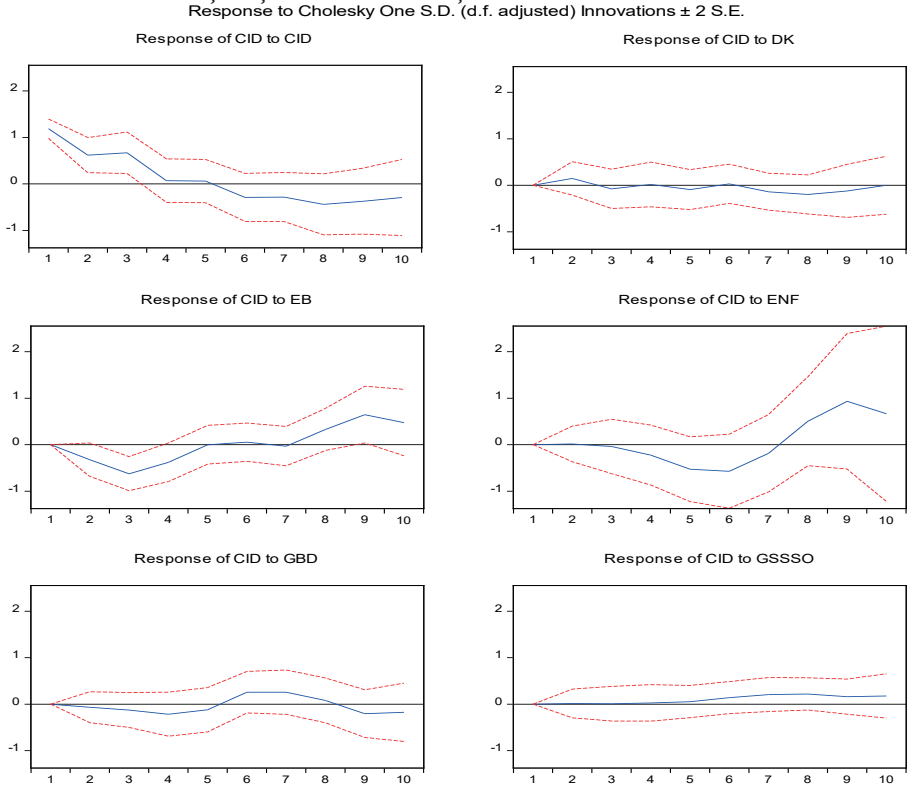 Response to Cholesky One S.D. (d.f. adjusted) Innovations ± 2 S.E.
Response of CID to CID
2
1
0
-1
1 2 3 4 5 6 7 8 9 10
Response of CID to DK
2
1
0
-1
1 2 3 4 5 6 7 8 9 10
Response of CID to EB
2
1
0
-1
1 2 3 4 5 6 7 8 9 10
Response of CID to ENF
2
1
0
-1
1 2 3 4 5 6 7 8 9 10
Response of CID to GBD
2
1
0
-1
1 2 3 4 5 6 7 8 9 10
Response of CID to GSSSO
2
1
0
-1
1 2 3 4 5 6 7 8 9 10